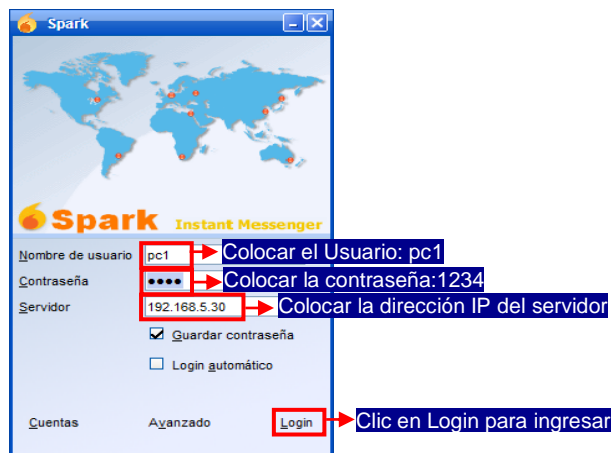 Spark
Spark Instant Messenger
Nombre de usuario pc1 Colocar el Usuario: pc1
Contraseña •••• Colocar la contraseña:1234
Servidor 192.168.5.30 Colocar la dirección IP del servidor
Guardar contraseña
Login automático
Cuentas Avanzado Login Clic en Login para ingresar